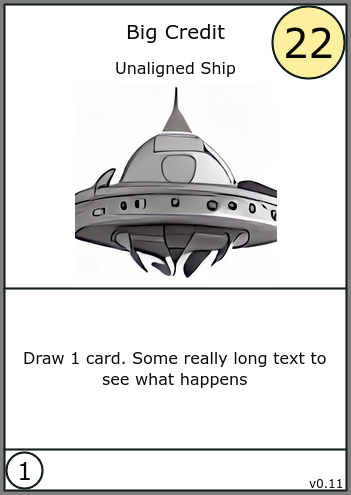 Big Credit
22
Unaligned Ship
Draw 1 card. Some really long text to
see what happens
1
v0.11